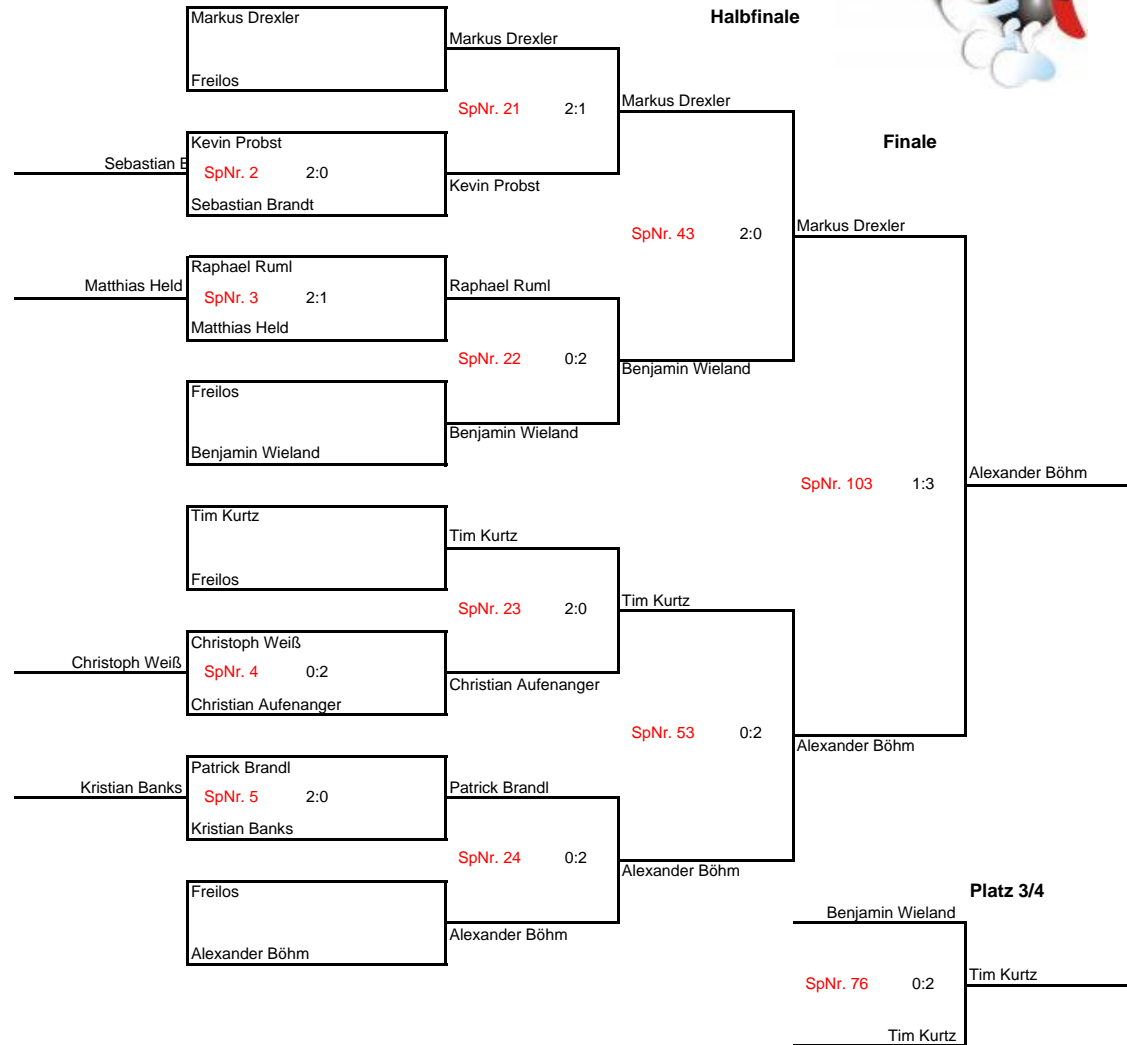 Halbfinale
Markus Drexler
Markus Drexler
Freilos
SpNr. 21 2:1
Markus Drexler
Finale
Kevin Probst
Sebastian B
SpNr. 2 2:0
Kevin Probst
Sebastian Brandt
Markus Drexler
SpNr. 43 2:0
Raphael Ruml
Matthias Held
SpNr. 3 2:1
Raphael Ruml
Matthias Held
SpNr. 22 0:2
Benjamin Wieland
Freilos
Benjamin Wieland
Benjamin Wieland
SpNr. 103 1:3
Alexander Böhm
Tim Kurtz
Tim Kurtz
Freilos
SpNr. 23 2:0
Tim Kurtz
Christoph Weiß
Christoph Weiß
SpNr. 4 0:2
Christian Aufenanger
Christian Aufenanger
SpNr. 53 0:2
Alexander Böhm
Patrick Brandl
Kristian Banks
SpNr. 5 2:0
Patrick Brandl
Kristian Banks
SpNr. 24 0:2
Alexander Böhm
Freilos
Alexander Böhm
Alexander Böhm
Platz 3/4
Benjamin Wieland
SpNr. 76 0:2
Tim Kurtz
Tim Kurtz